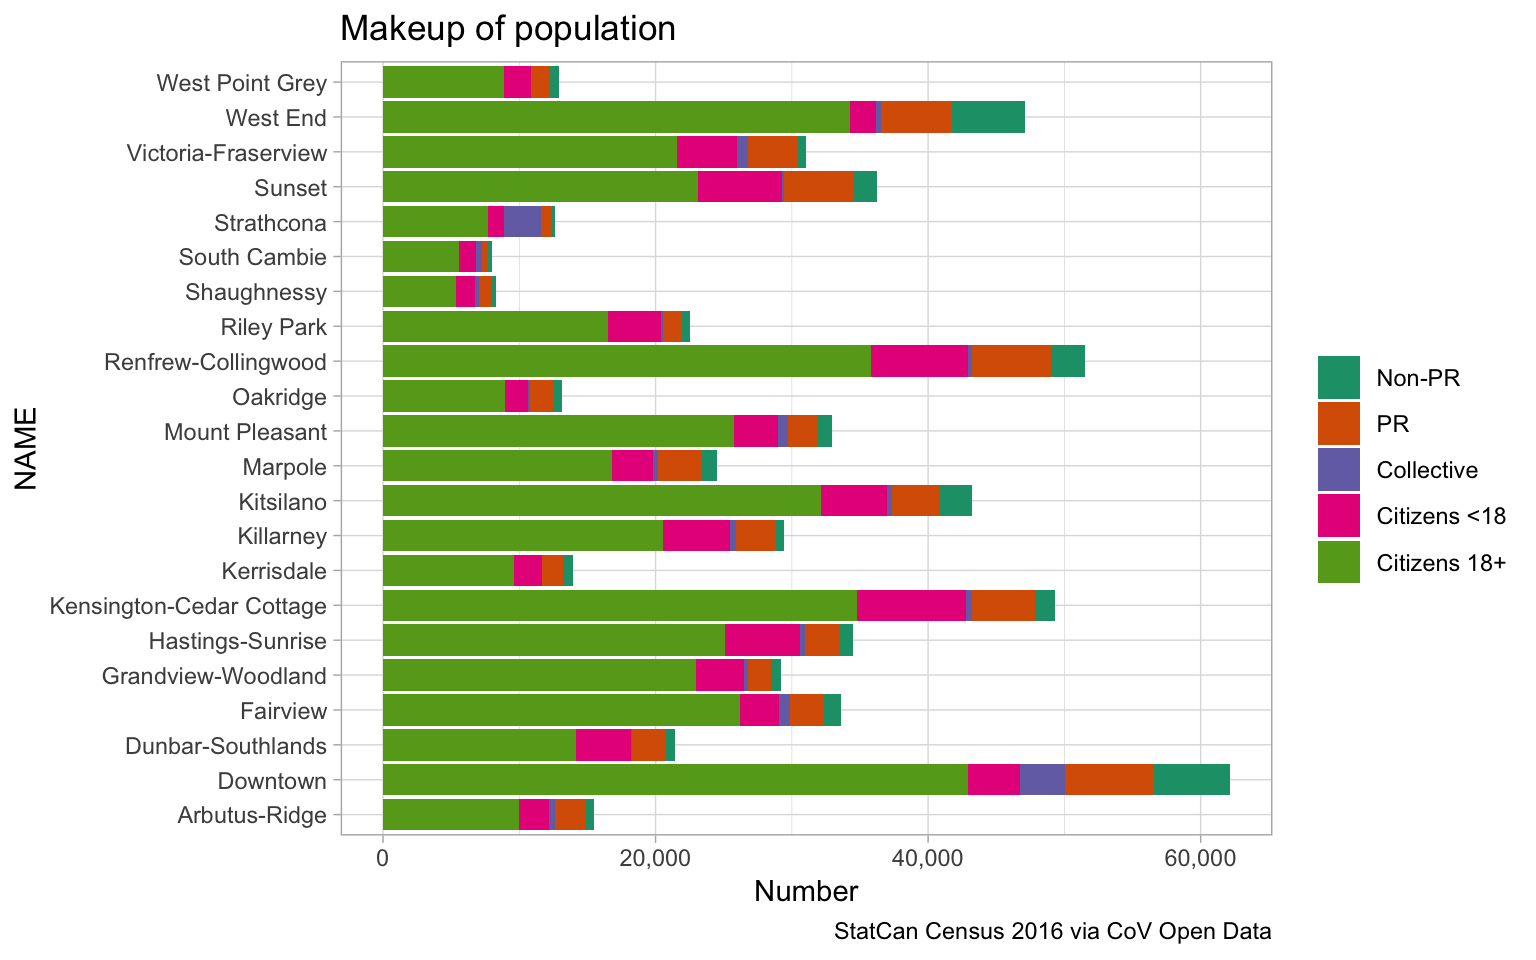 Makeup of population
NAME
West Point Grey
West End
Victoria-Fraserview
Sunset
Strathcona
South Cambie
Shaughnessy
Riley Park
Renfrew-Collingwood
Oakridge
Mount Pleasant
Marpole
Kitsilano
Killarney
Kerrisdale
Kensington-Cedar Cottage
Hastings-Sunrise
Grandview-Woodland
Fairview
Dunbar-Southlands
Downtown
Arbutus-Ridge
0 20,000 40,000 60,000
Number
Non-PR
PR
Collective
Citizens <18
Citizens 18+
StatCan Census 2016 via CoV Open Data